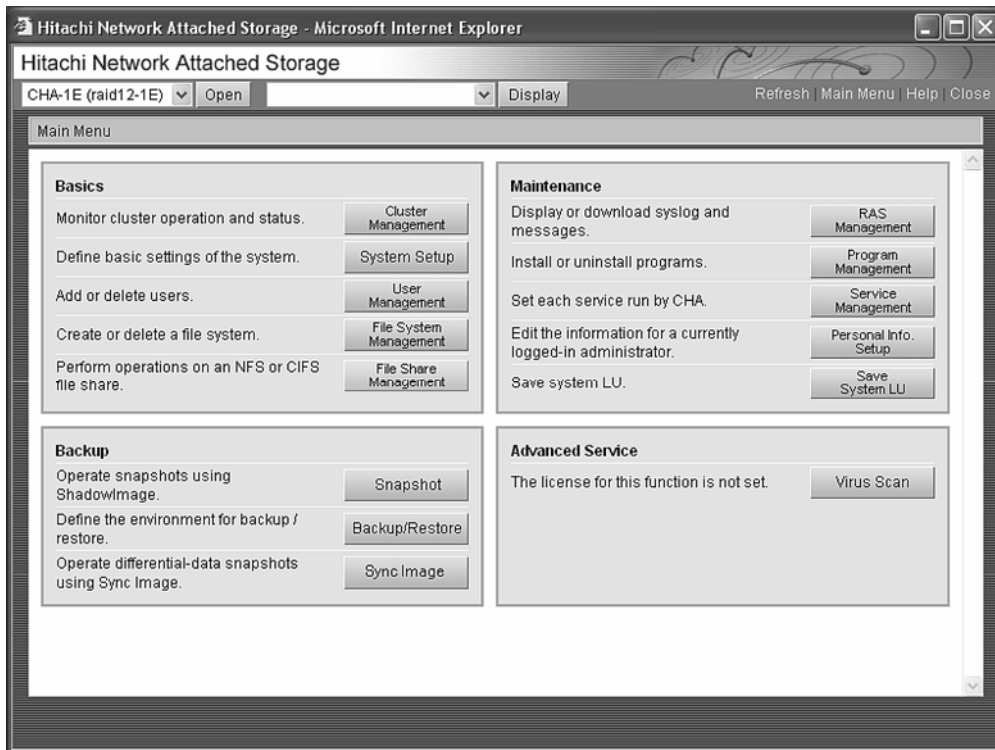 Hitachi Network Attached Storage - Microsoft Internet Explorer
Hitachi Network Attached Storage
CHA-1E (raid12-1E) Open Display Refresh | Main Menu | Help | Close
Main Menu
Basics
Monitor cluster operation and status.
Cluster
Management
Define basic settings of the system.
System Setup
Add or delete users.
User
Management
Create or delete a file system.
File System
Management
Perform operations on an NFS or CIFS
file share.
File Share
Management
Maintenance
Display or download syslog and
messages.
RAS
Management
Install or uninstall programs.
Program
Management
Set each service run by CHA.
Service
Management
Edit the information for a currently
logged-in administrator.
Personal Info.
Setup
Save system LU.
Save
System LU
Backup
Operate snapshots using
ShadowImage.
Snapshot
Define the environment for backup /
restore.
Backup/Restore
Operate differential-data snapshots
using Sync Image.
Sync Image
Advanced Service
The license for this function is not set.
Virus Scan